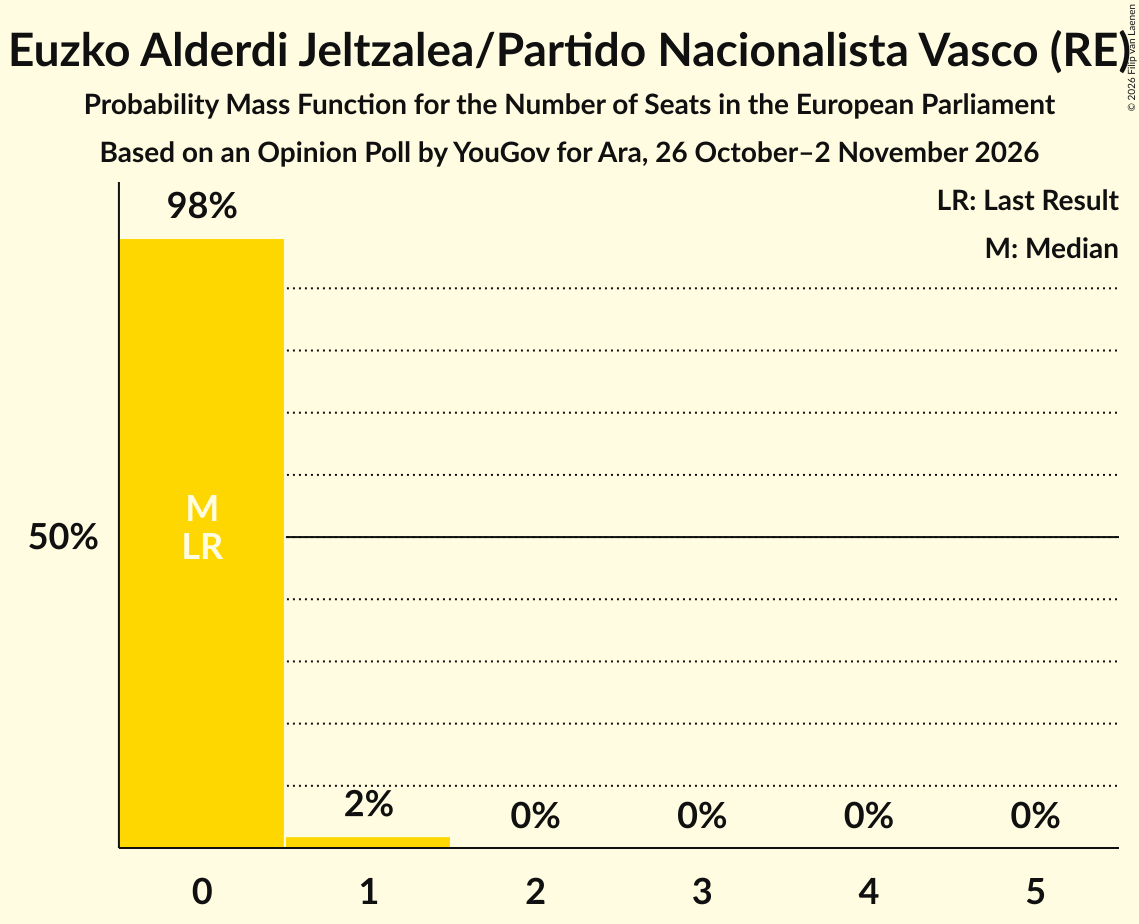 Euzko Alderdi Jeltzalea/Partido Nacionalista Vasco (RE)
© 2026 Filip van Laenen
Probability Mass Function for the Number of Seats in the European Parliament
Based on an Opinion Poll by YouGov for Ara, 26 October–2 November 2026
LR: Last Result
M: Median
98%
M
LR
50%
2%
0%
0%
0%
0%
0
1
2
3
4
5